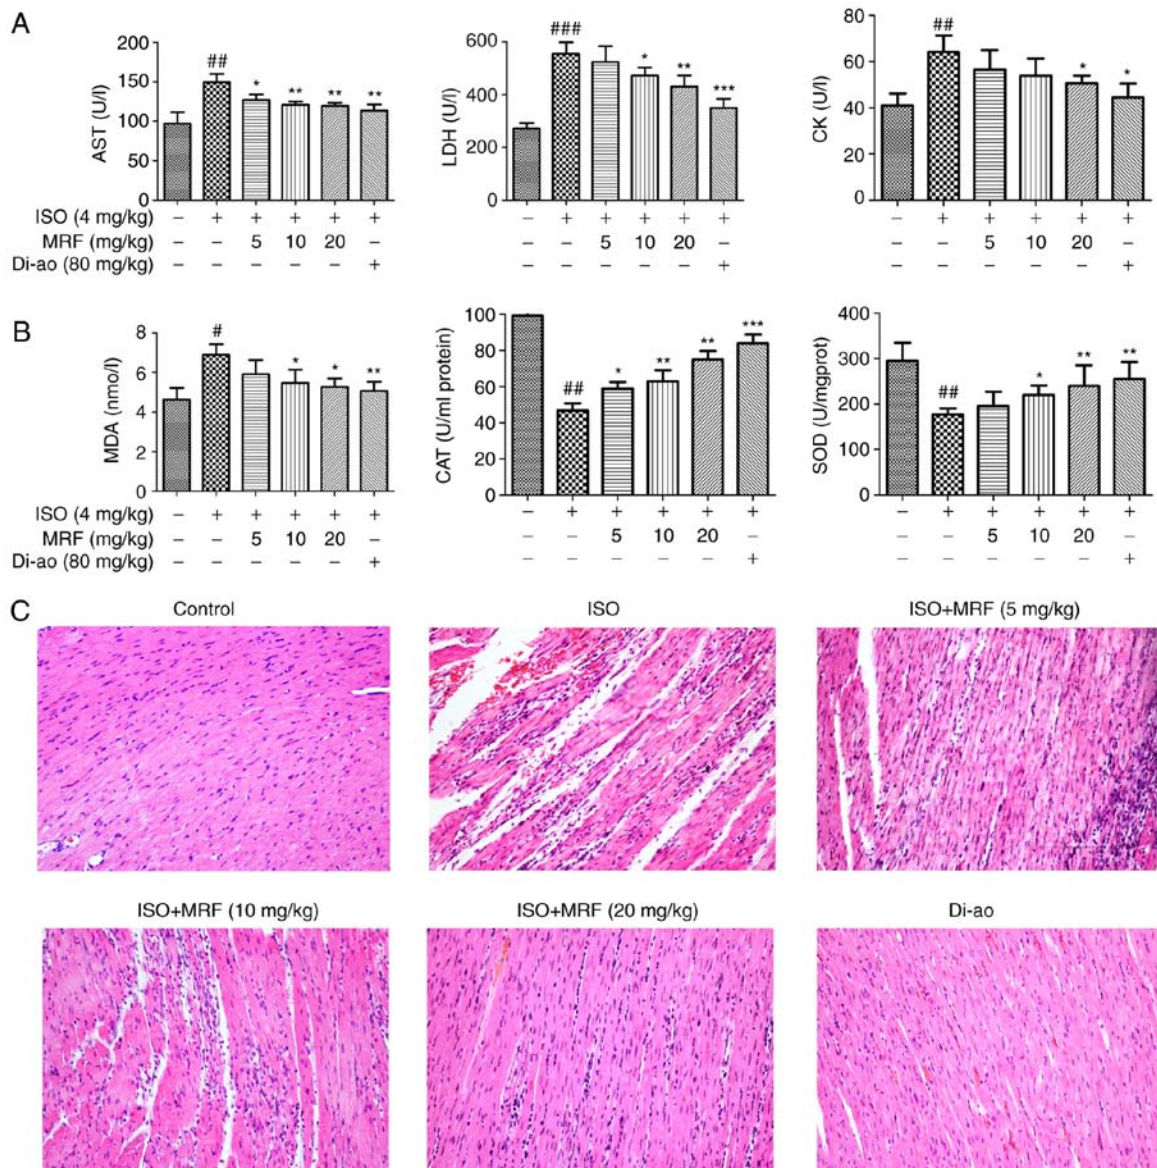 A
AST (U/l)
200
150
100
50
0
##
*
**
**
**
LDH (U/l)
600
400
200
0
###
*
**
***
CK (U/l)
80
60
40
20
0
##
*
*
ISO (4 mg/kg) – + + + + + – + + + + + – + + + + +
MRF (mg/kg) – – 5 10 20 – – – 5 10 20 – – – 5 10 20 –
Di-ao (80 mg/kg) – – – – – + – – – – – + – – – – – +
B
MDA (nmo/l)
8
6
4
2
0
#
*
*
**
CAT (U/ml protein)
100
80
60
40
20
0
##
*
**
**
***
SOD (U/mgprot)
400
300
200
100
0
##
*
**
**
ISO (4 mg/kg) – + + + + + – + + + + + – + + + + +
MRF (mg/kg) – – 5 10 20 – – – 5 10 20 – – – 5 10 20 –
Di-ao (80 mg/kg) – – – – – + – – – – – + – – – – – +
C
Control
ISO
ISO+MRF (5 mg/kg)
ISO+MRF (10 mg/kg)
ISO+MRF (20 mg/kg)
Di-ao